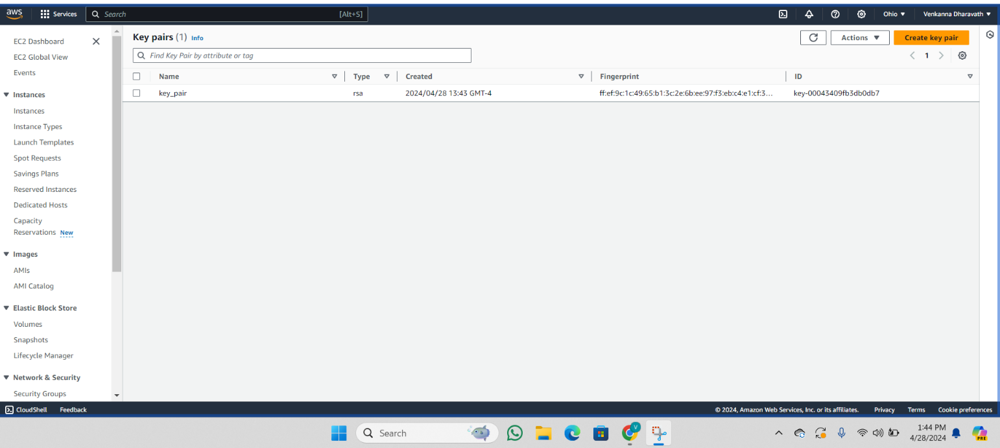 aws Services Search [Alt+S] Ohio Venkanna Dharavath
EC2 Dashboard
EC2 Global View
Events
Instances
Instances
Instance Types
Launch Templates
Spot Requests
Savings Plans
Reserved Instances
Dedicated Hosts
Capacity
Reservations New
Images
AMIs
AMI Catalog
Elastic Block Store
Volumes
Snapshots
Lifecycle Manager
Network & Security
Security Groups
Key pairs (1) Info
Actions Create key pair
Find Key Pair by attribute or tag
1
Name Type Created Fingerprint ID
key_pair rsa 2024/04/28 13:43 GMT-4 ff:ef:9c:1c:49:65:b1:3c:2e:6b:ee:97:f3:eb:c4:e1:cf:3... key-00043409fb3db0db7
CloudShell Feedback © 2024, Amazon Web Services, Inc. or its affiliates. Privacy Terms Cookie preferences
Search
V
1:44 PM
4/28/2024
PRE